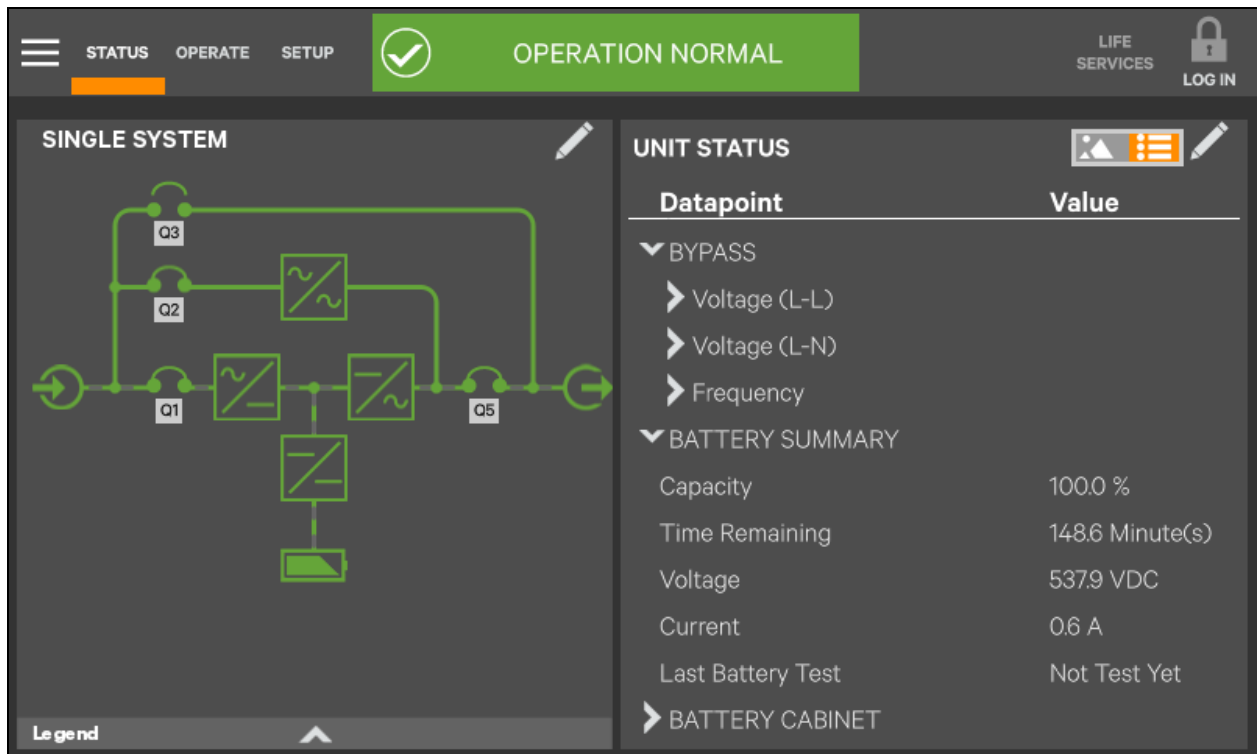 STATUS OPERATE SETUP OPERATION NORMAL LIFE SERVICES LOG IN
SINGLE SYSTEM
Q3
Q2
Q1 Q5
Legend
UNIT STATUS
Datapoint Value
BYPASS
Voltage (L-L)
Voltage (L-N)
Frequency
BATTERY SUMMARY
Capacity 100.0 %
Time Remaining 148.6 Minute(s)
Voltage 537.9 VDC
Current 0.6 A
Last Battery Test Not Test Yet
BATTERY CABINET